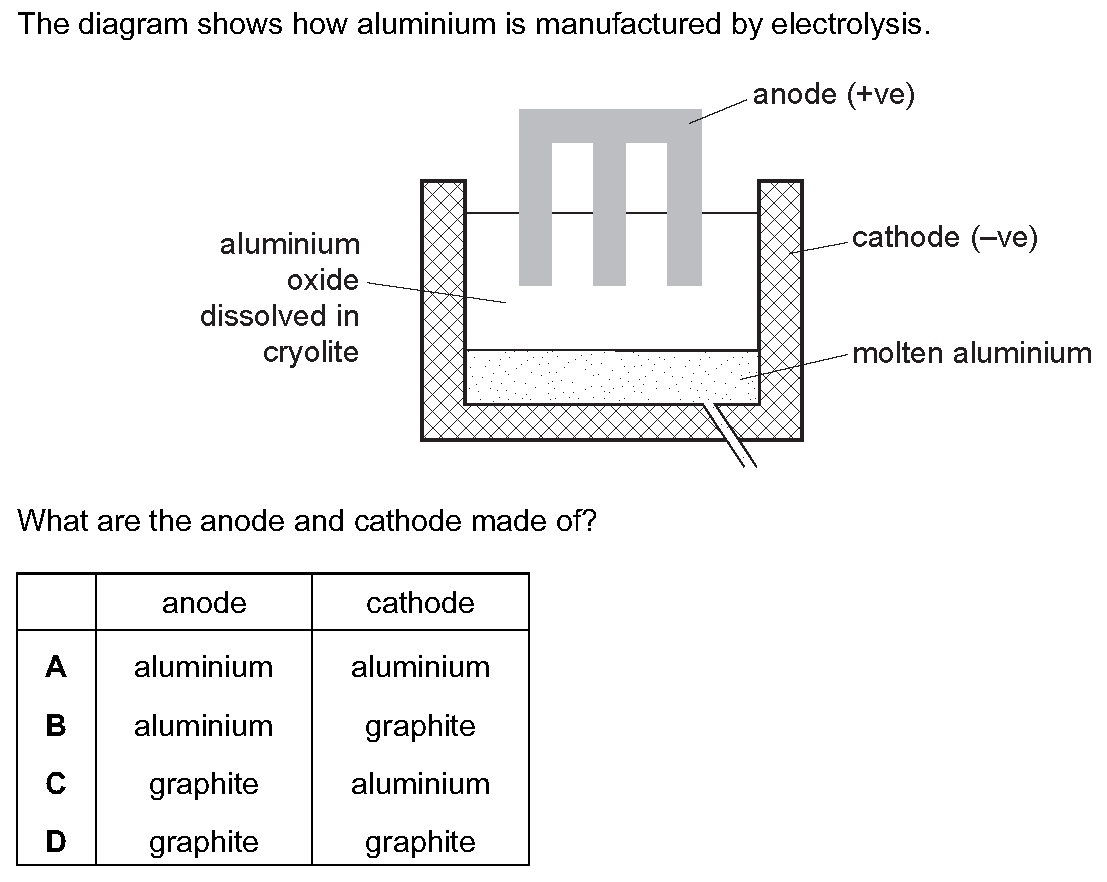 The diagram shows how aluminium is manufactured by electrolysis.
anode (+ve)
aluminium
oxide
dissolved in
cryolite
cathode (–ve)
molten aluminium
What are the anode and cathode made of?
anode cathode
A aluminium aluminium
B aluminium graphite
C graphite aluminium
D graphite graphite